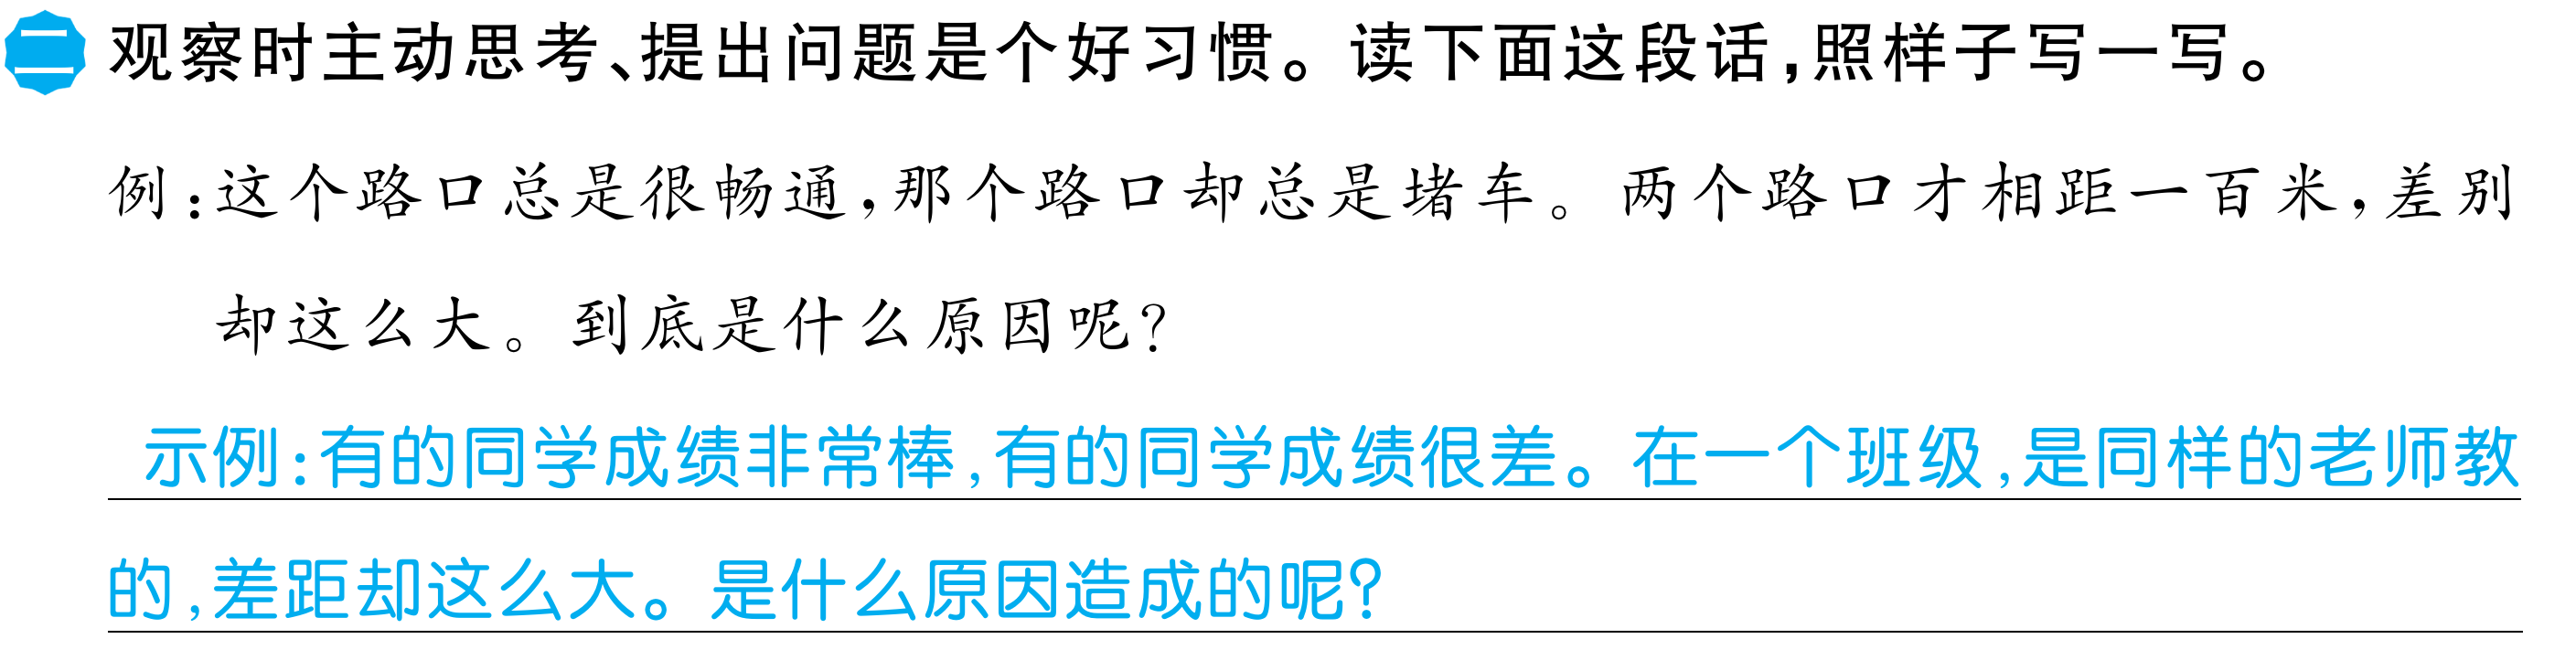 二 观察时主动思考、提出问题是个好习惯。读下面这段话,照样子写一写。
例:这个路口总是很畅通,那个路口却总是堵车。两个路口才相距一百米,差别
却这么大。到底是什么原因呢?
示例:有的同学成绩非常棒,有的同学成绩很差。在一个班级,是同样的老师教
的,差距却这么大。是什么原因造成的呢?